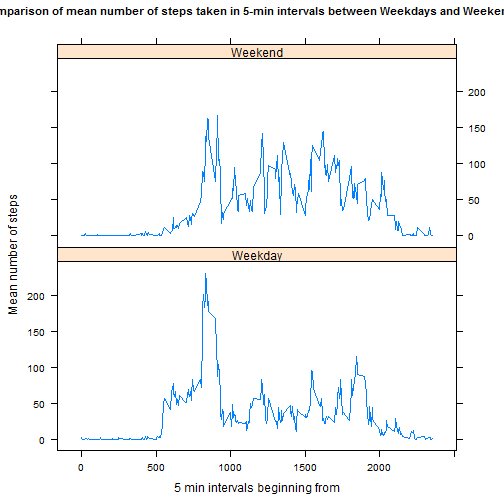 mparison of mean number of steps taken in 5-min intervals between Weekdays and Weeken
Weekend
200
150
100
50
0
Weekday
200
150
100
50
0
Mean number of steps
0 500 1000 1500 2000
5 min intervals beginning from